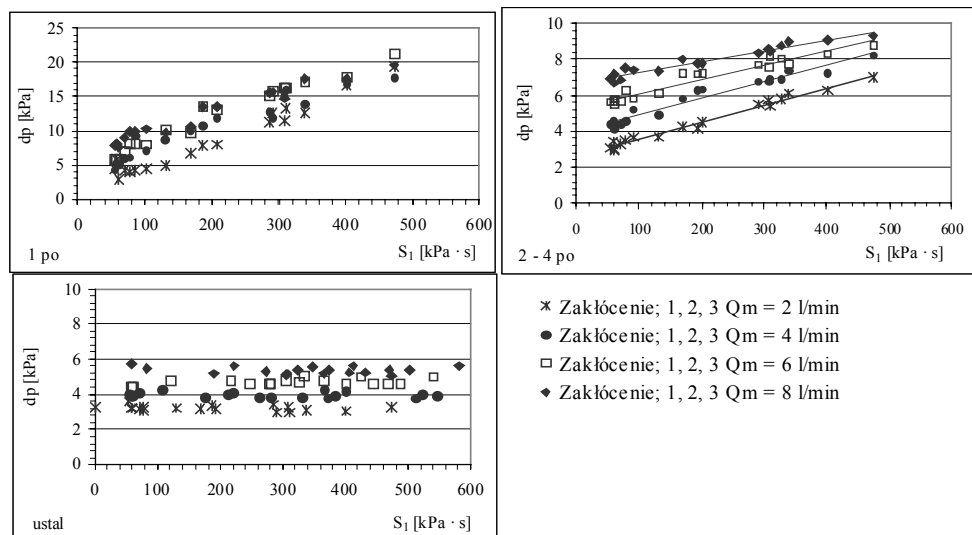 25
20
15
10
5
0
dp [kPa]
0 100 200 300 400 500 600
1 po
S1 [kPa · s]
10
8
6
4
2
0
dp [kPa]
0 100 200 300 400 500 600
2 - 4 po
S1 [kPa · s]
10
8
6
4
2
0
dp [kPa]
0 100 200 300 400 500 600
ustal
S1 [kPa · s]
Zakłócenie; 1, 2, 3 Qm = 2 l/min
Zakłócenie; 1, 2, 3 Qm = 4 l/min
Zakłócenie; 1, 2, 3 Qm = 6 l/min
Zakłócenie; 1, 2, 3 Qm = 8 l/min